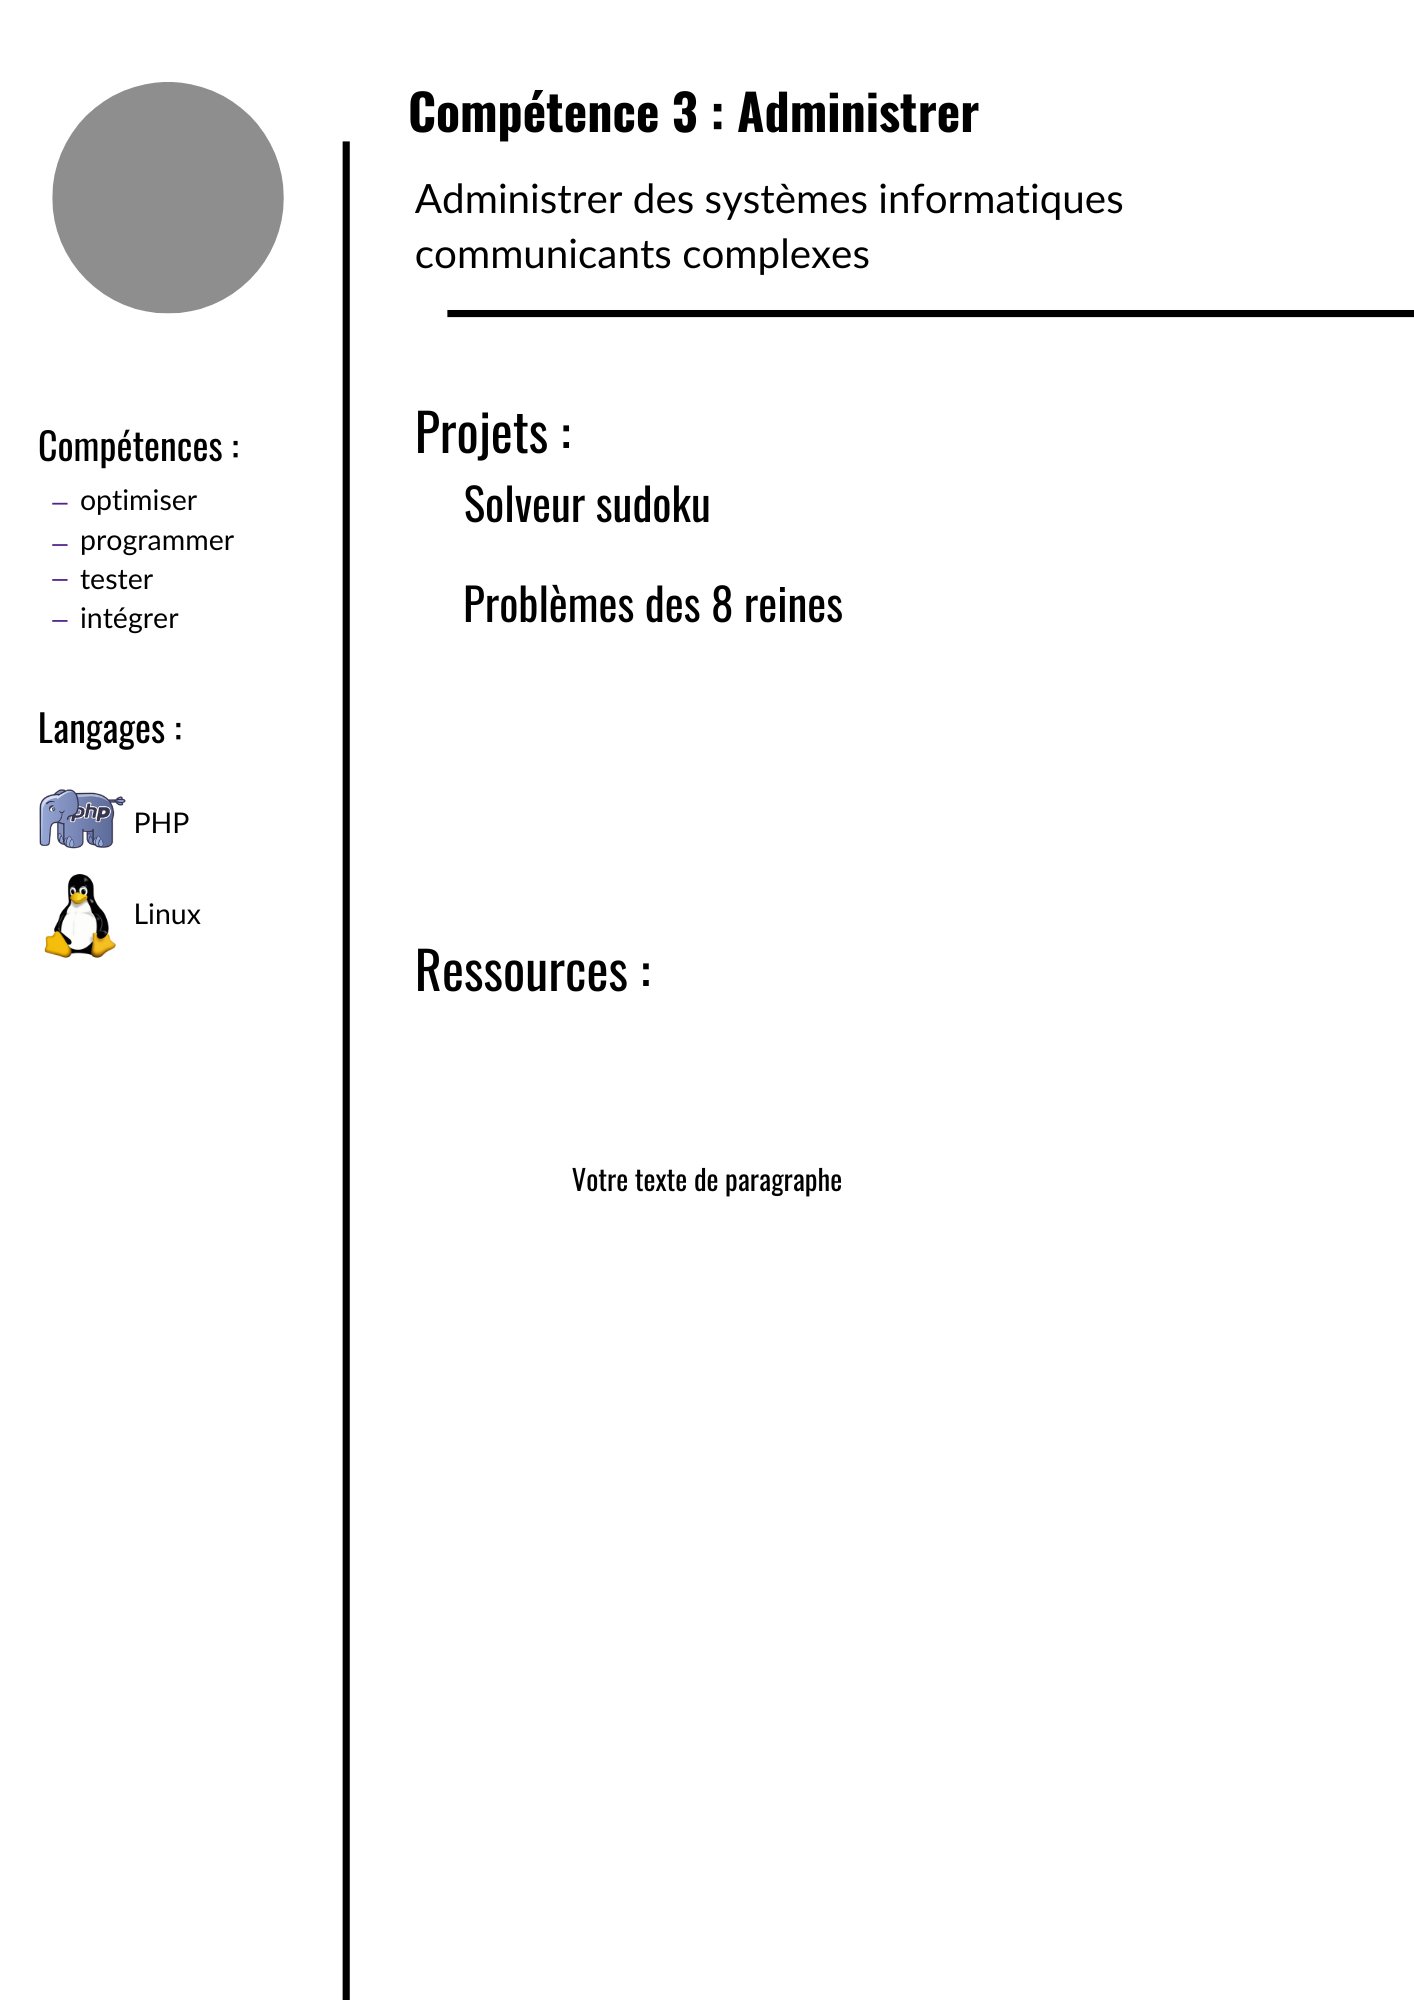 Compétence 3 : Administrer
Administrer des systèmes informatiques
communicants complexes
Compétences :
– optimiser
– programmer
– tester
– intégrer
Langages :
php
PHP
Linux
Projets :
Solveur sudoku
Problèmes des 8 reines
Ressources :
Votre texte de paragraphe